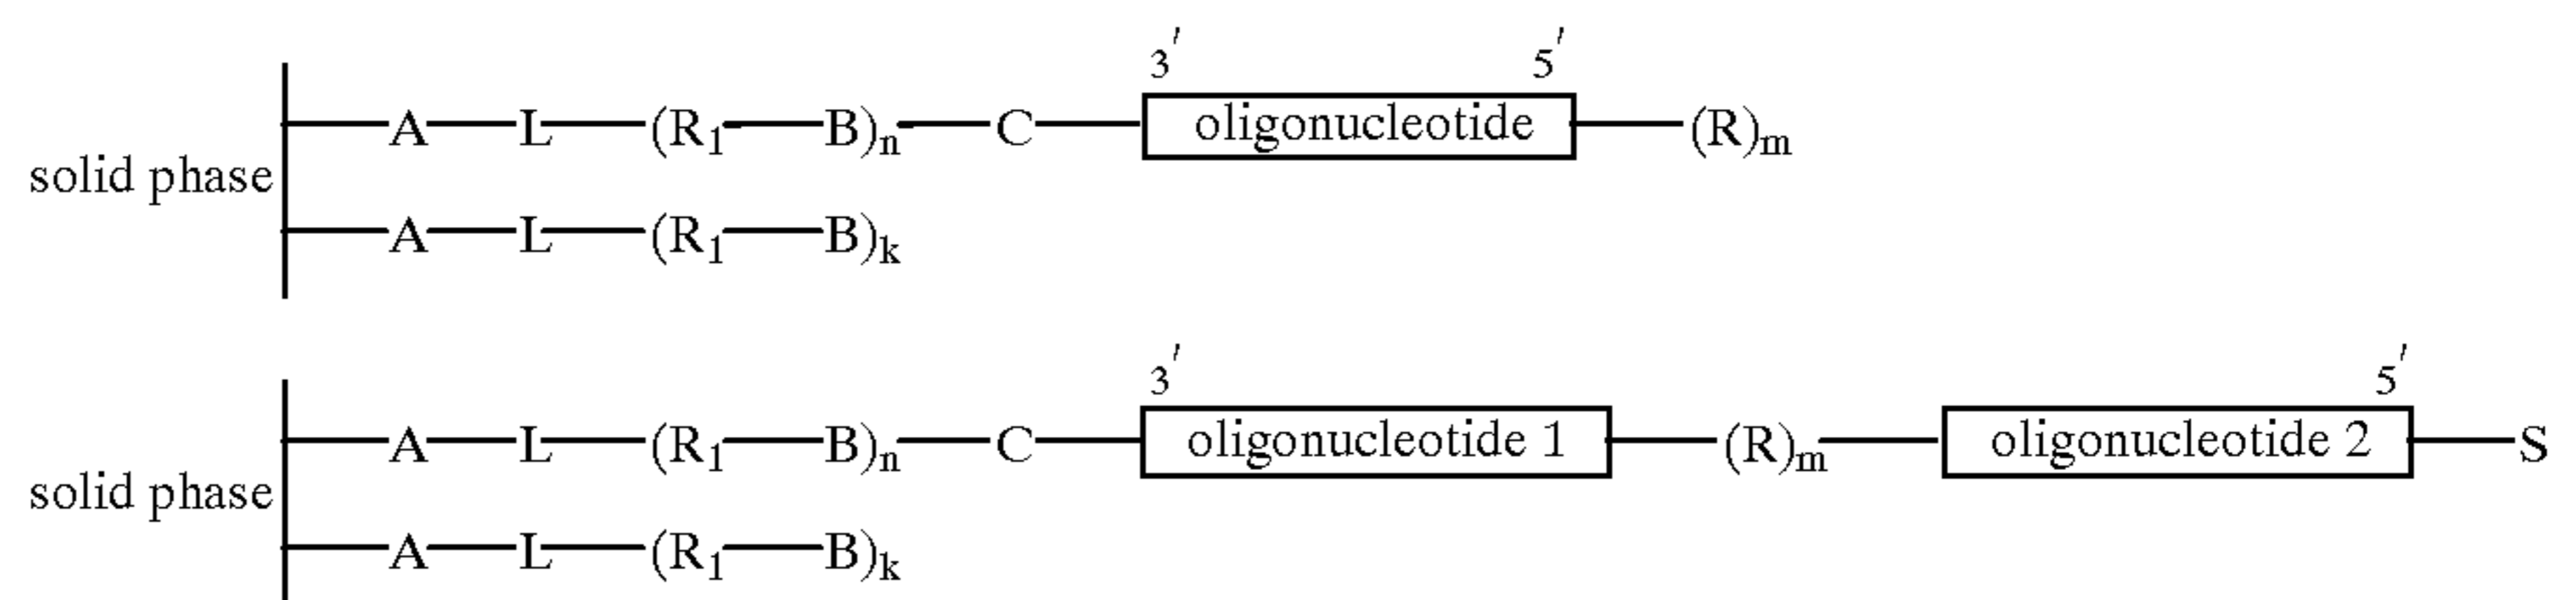 3′ 5′
A—L—(R₁—B)ₙ—C—oligonucleotide—(R)ₘ
solid phase
A—L—(R₁—B)ₖ
3′ 5′
A—L—(R₁—B)ₙ—C—oligonucleotide 1—(R)ₘ—oligonucleotide 2—S
solid phase
A—L—(R₁—B)ₖ